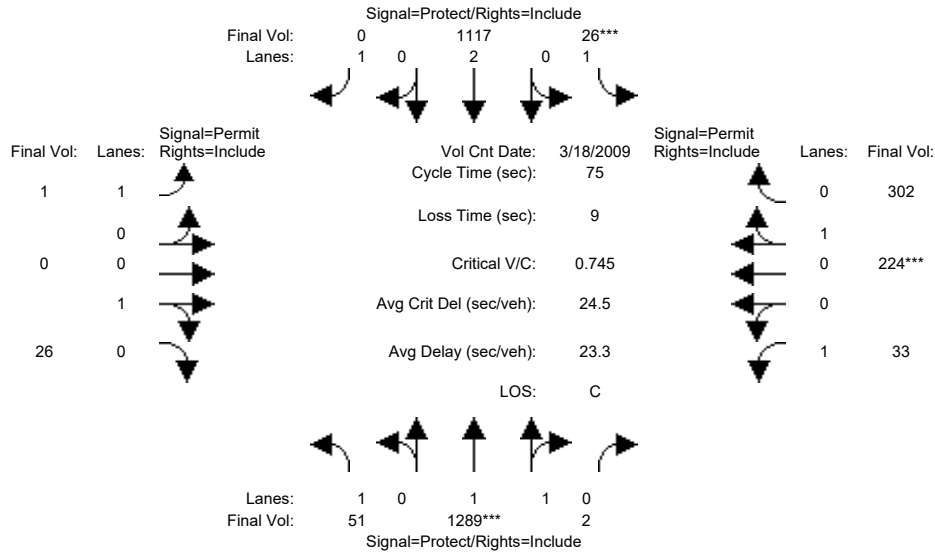 Signal=Protect/Rights=Include
Final Vol: 0 1117 26***
Lanes: 1 0 2 0 1
Signal=Permit Signal=Permit
Final Vol: Lanes: Rights=Include Vol Cnt Date: 3/18/2009 Rights=Include Lanes: Final Vol:
Cycle Time (sec): 75
1 1 0 302
Loss Time (sec): 9
0 1
0 0 Critical V/C: 0.745 0 224***
1 Avg Crit Del (sec/veh): 24.5 0
26 0 Avg Delay (sec/veh): 23.3 1 33
LOS: C
Lanes: 1 0 1 1 0
Final Vol: 51 1289*** 2
Signal=Protect/Rights=Include